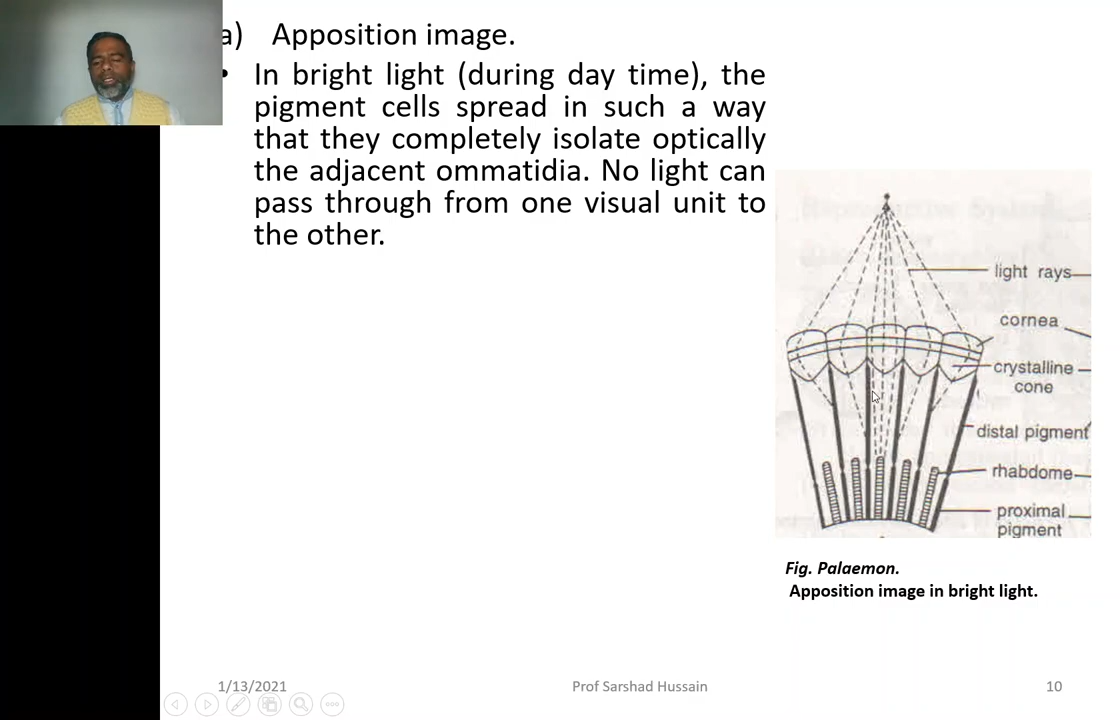 a) Apposition image.
• In bright light (during day time), the
pigment cells spread in such a way
that they completely isolate optically
the adjacent ommatidia. No light can
pass through from one visual unit to
the other.
light rays
cornea
crystalline
cone
distal pigment
rhabdome
proximal
pigment
Fig. Palaemon.
Apposition image in bright light.
1/13/2021
Prof Sarshad Hussain
10